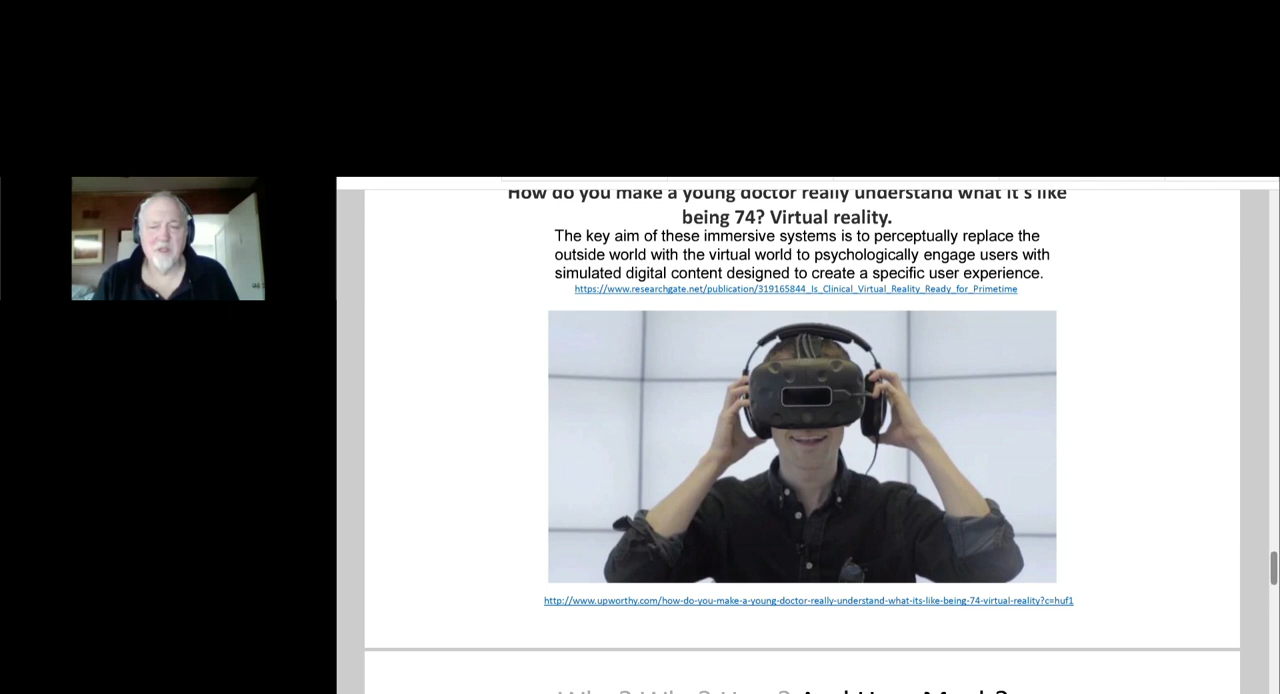 How do you make a young doctor really understand what it's like
being 74? Virtual reality.
The key aim of these immersive systems is to perceptually replace the
outside world with the virtual world to psychologically engage users with
simulated digital content designed to create a specific user experience.
https://www.researchgate.net/publication/319165844_Is_Clinical_Virtual_Reality_Ready_for_Primetime
http://www.upworthy.com/how-do-you-make-a-young-doctor-really-understand-what-its-like-being-74-virtual-reality?c=huf1
And How Much?